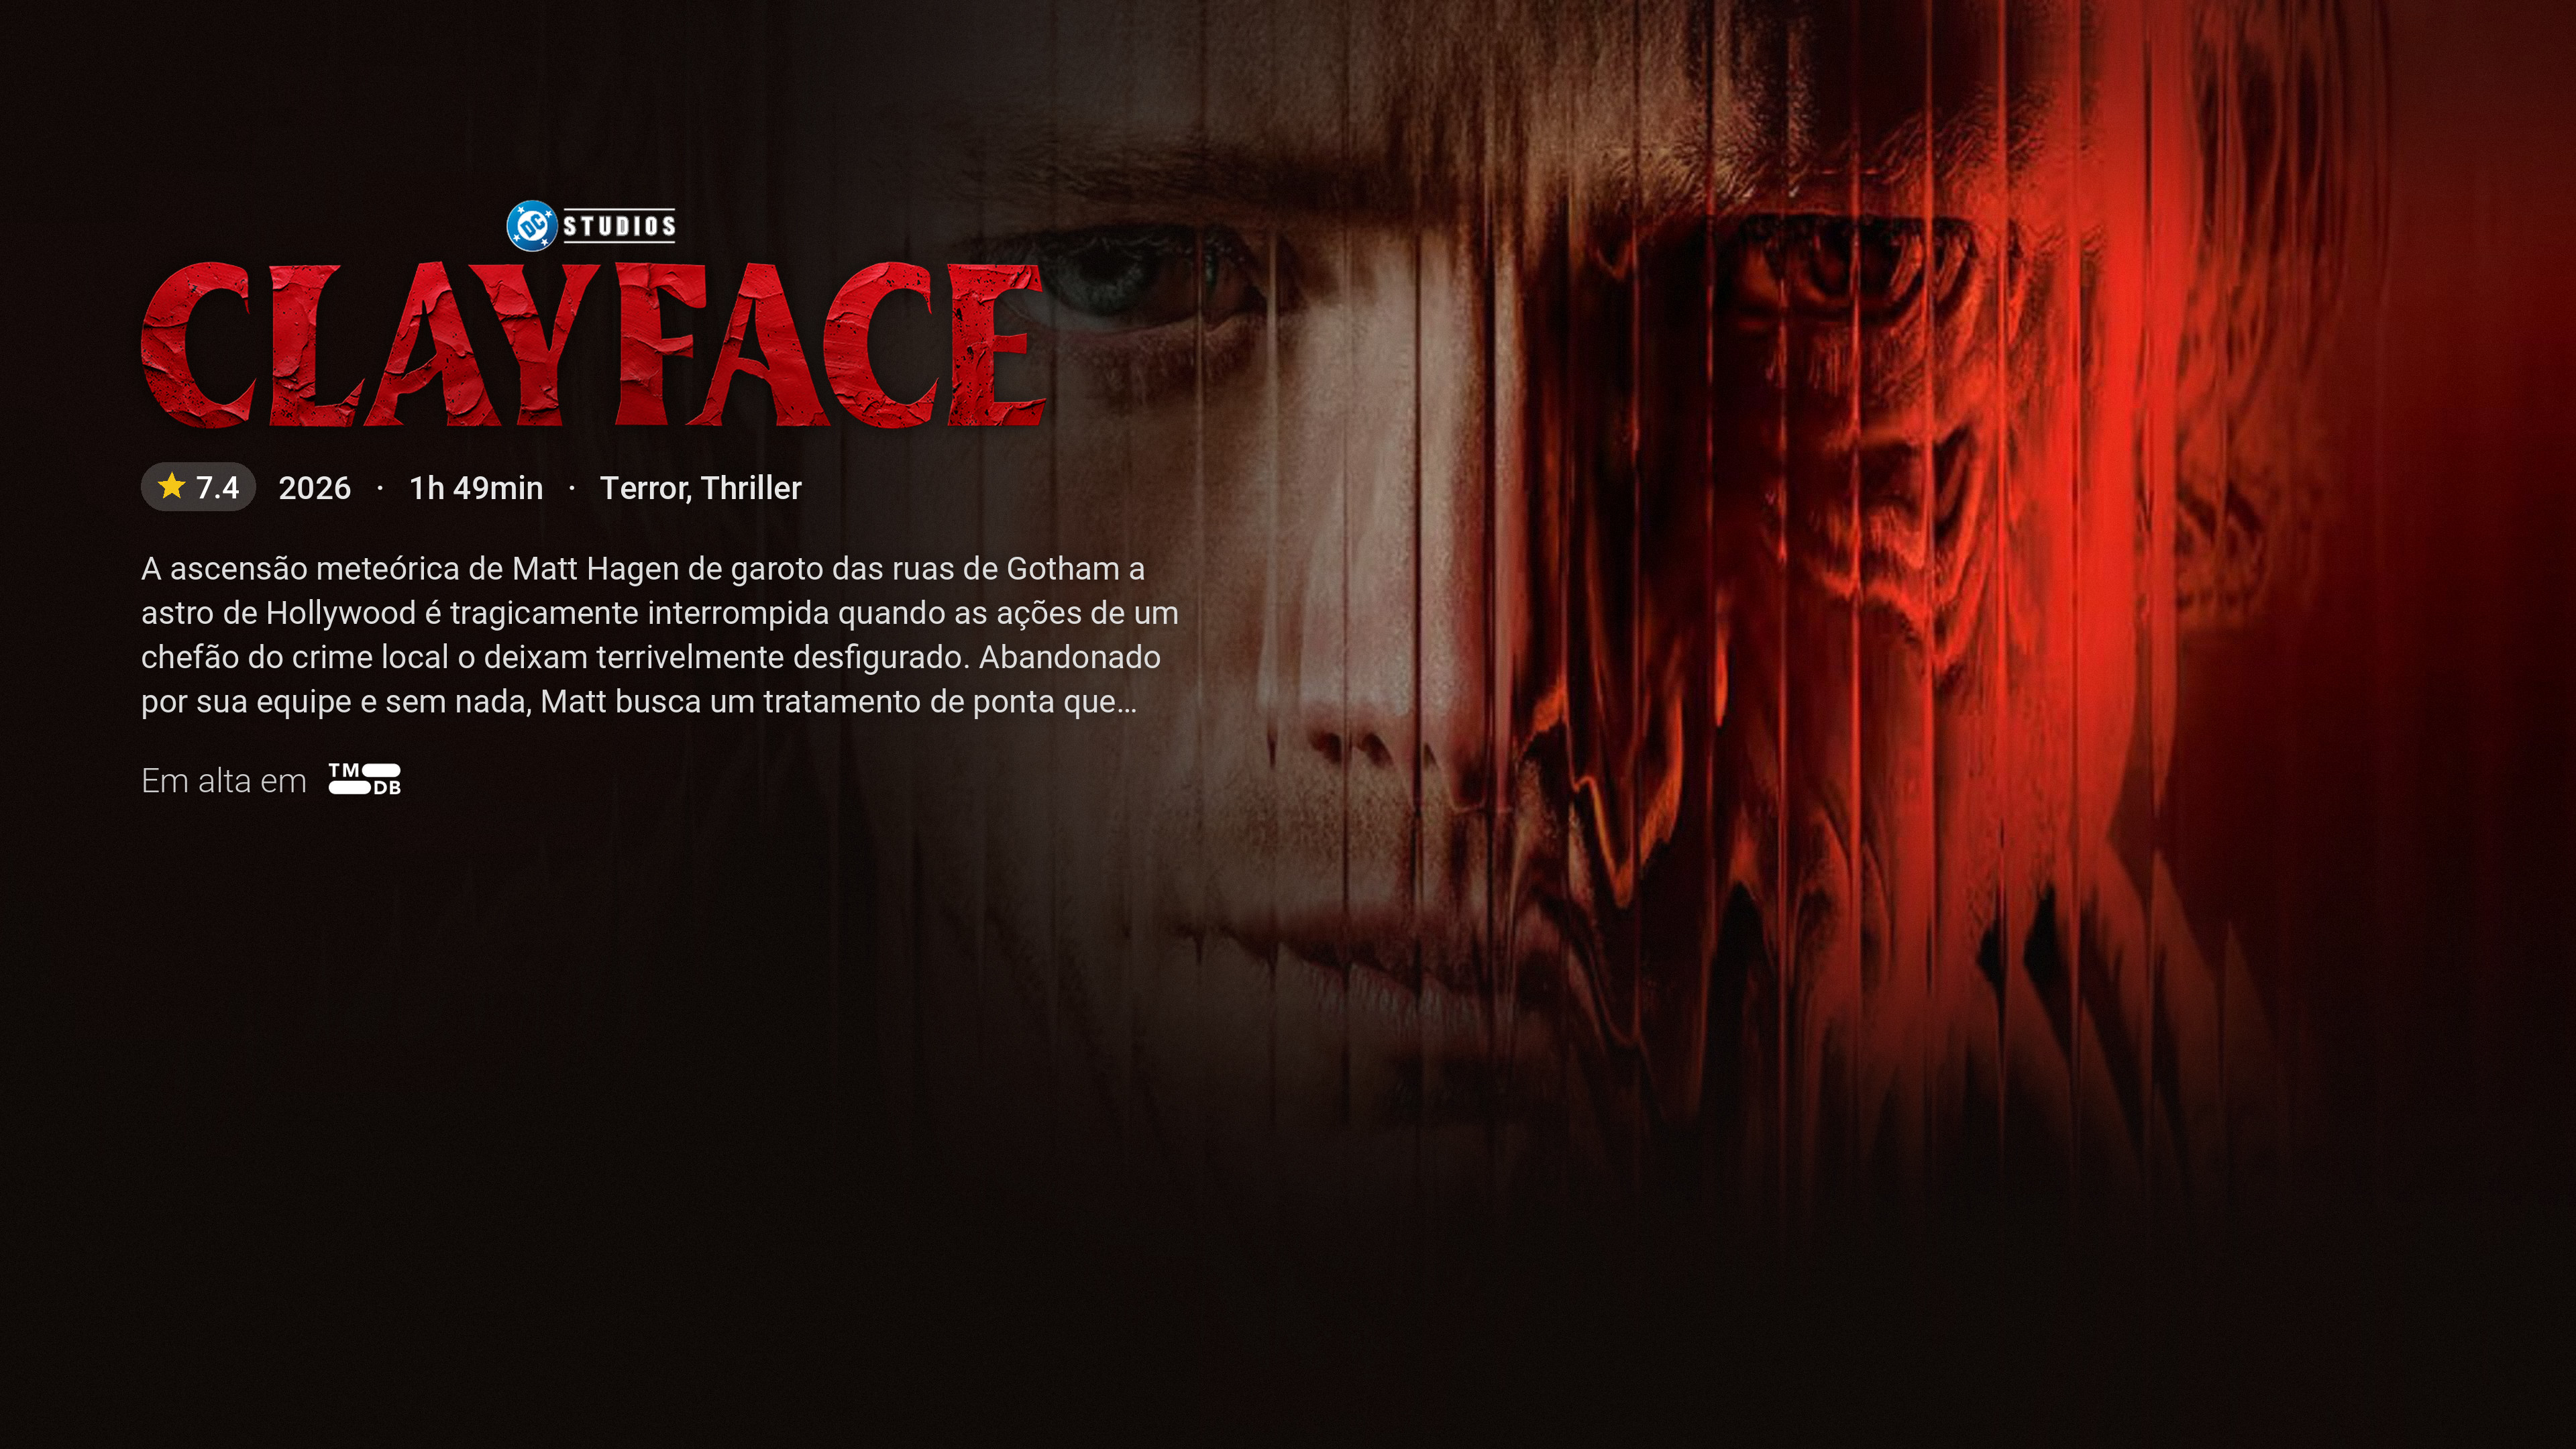 DC STUDIOS
CLAYFACE
7.4 2026 · 1h 49min · Terror, Thriller
A ascensão meteórica de Matt Hagen de garoto das ruas de Gotham a
astro de Hollywood é tragicamente interrompida quando as ações de um
chefão do crime local o deixam terrivelmente desfigurado. Abandonado
por sua equipe e sem nada, Matt busca um tratamento de ponta que…
Em alta em TMDB